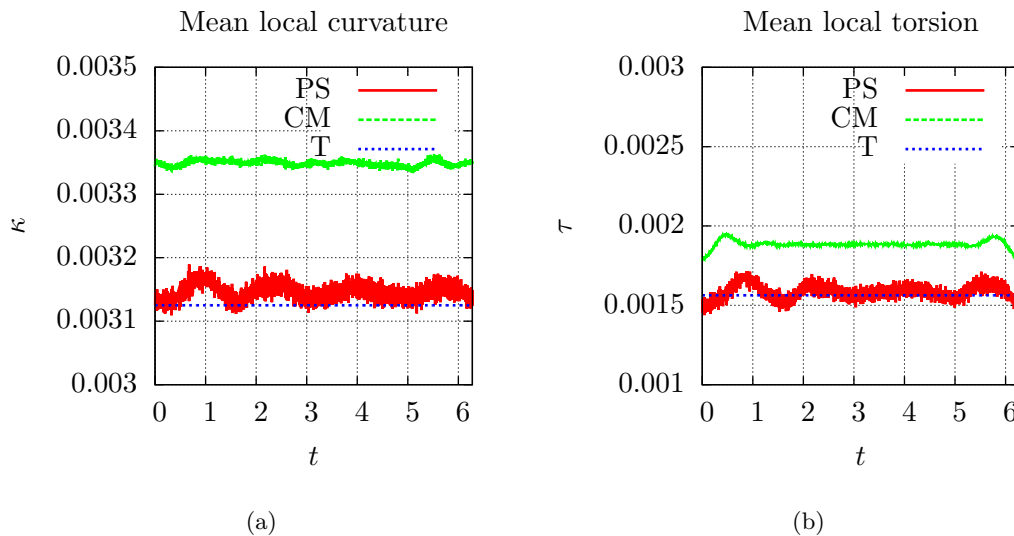 Mean local curvature
0.0035
0.0034
0.0033
0.0032
0.0031
0.003
κ
PS
CM
T
0 1 2 3 4 5 6
t
(a)
Mean local torsion
0.003
0.0025
0.002
0.0015
0.001
τ
PS
CM
T
0 1 2 3 4 5 6
t
(b)